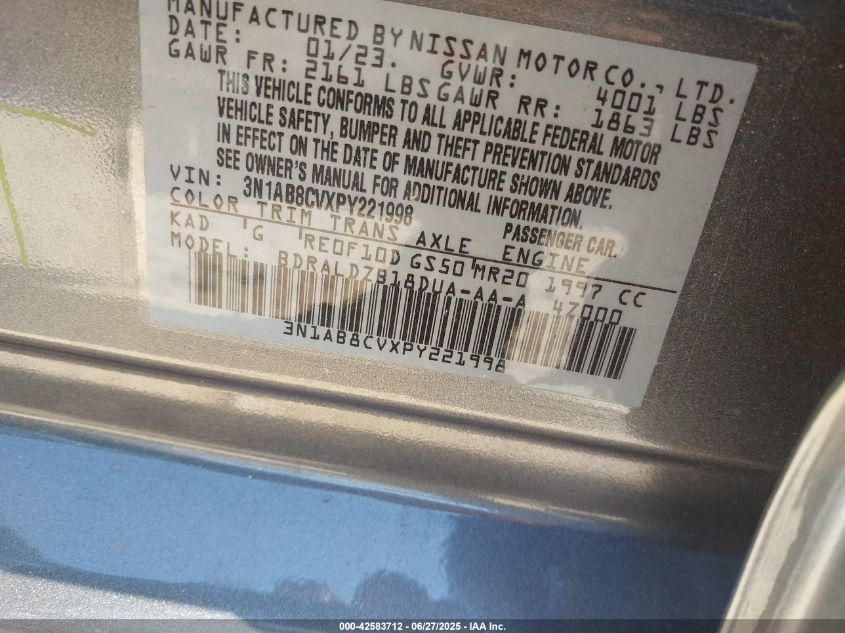 MANUFACTURED BY NISSAN MOTOR CO., LTD.
DATE: 01/23. GVWR: 4001 LBS
GAWR FR: 2161 LBS GAWR RR: 1863 LBS
THIS VEHICLE CONFORMS TO ALL APPLICABLE FEDERAL MOTOR
VEHICLE SAFETY, BUMPER AND THEFT PREVENTION STANDARDS
IN EFFECT ON THE DATE OF MANUFACTURE SHOWN ABOVE.
SEE OWNER'S MANUAL FOR ADDITIONAL INFORMATION.
VIN: 3N1AB8CVXPY221998 PASSENGER CAR.
COLOR TRIM TRANS AXLE ENGINE
KAD G RE0F10D GS50 MR20 1997 CC
MODEL: BDRALDZB18DUA-AA-A 4Z000
3N1AB8CVXPY221998
000-42583712 - 06/27/2025 - IAA Inc.